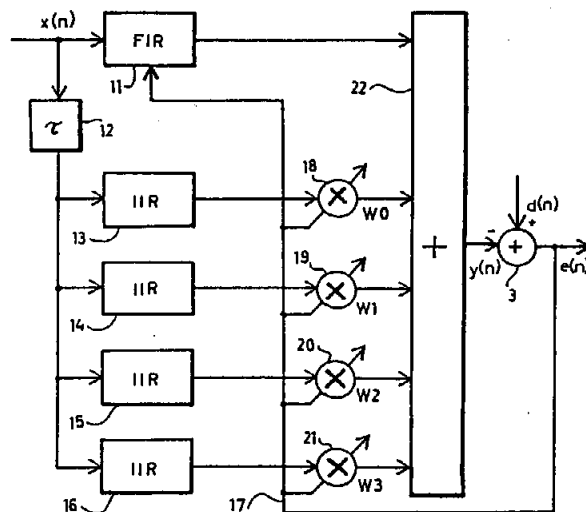 x(n)
FIR
11
22
τ
12
IIR
13
18
×
W0
d(n)
+
-
+
3
y(n)
e(n)
+
IIR
14
19
×
W1
IIR
15
20
×
W2
IIR
16
21
×
W3
17